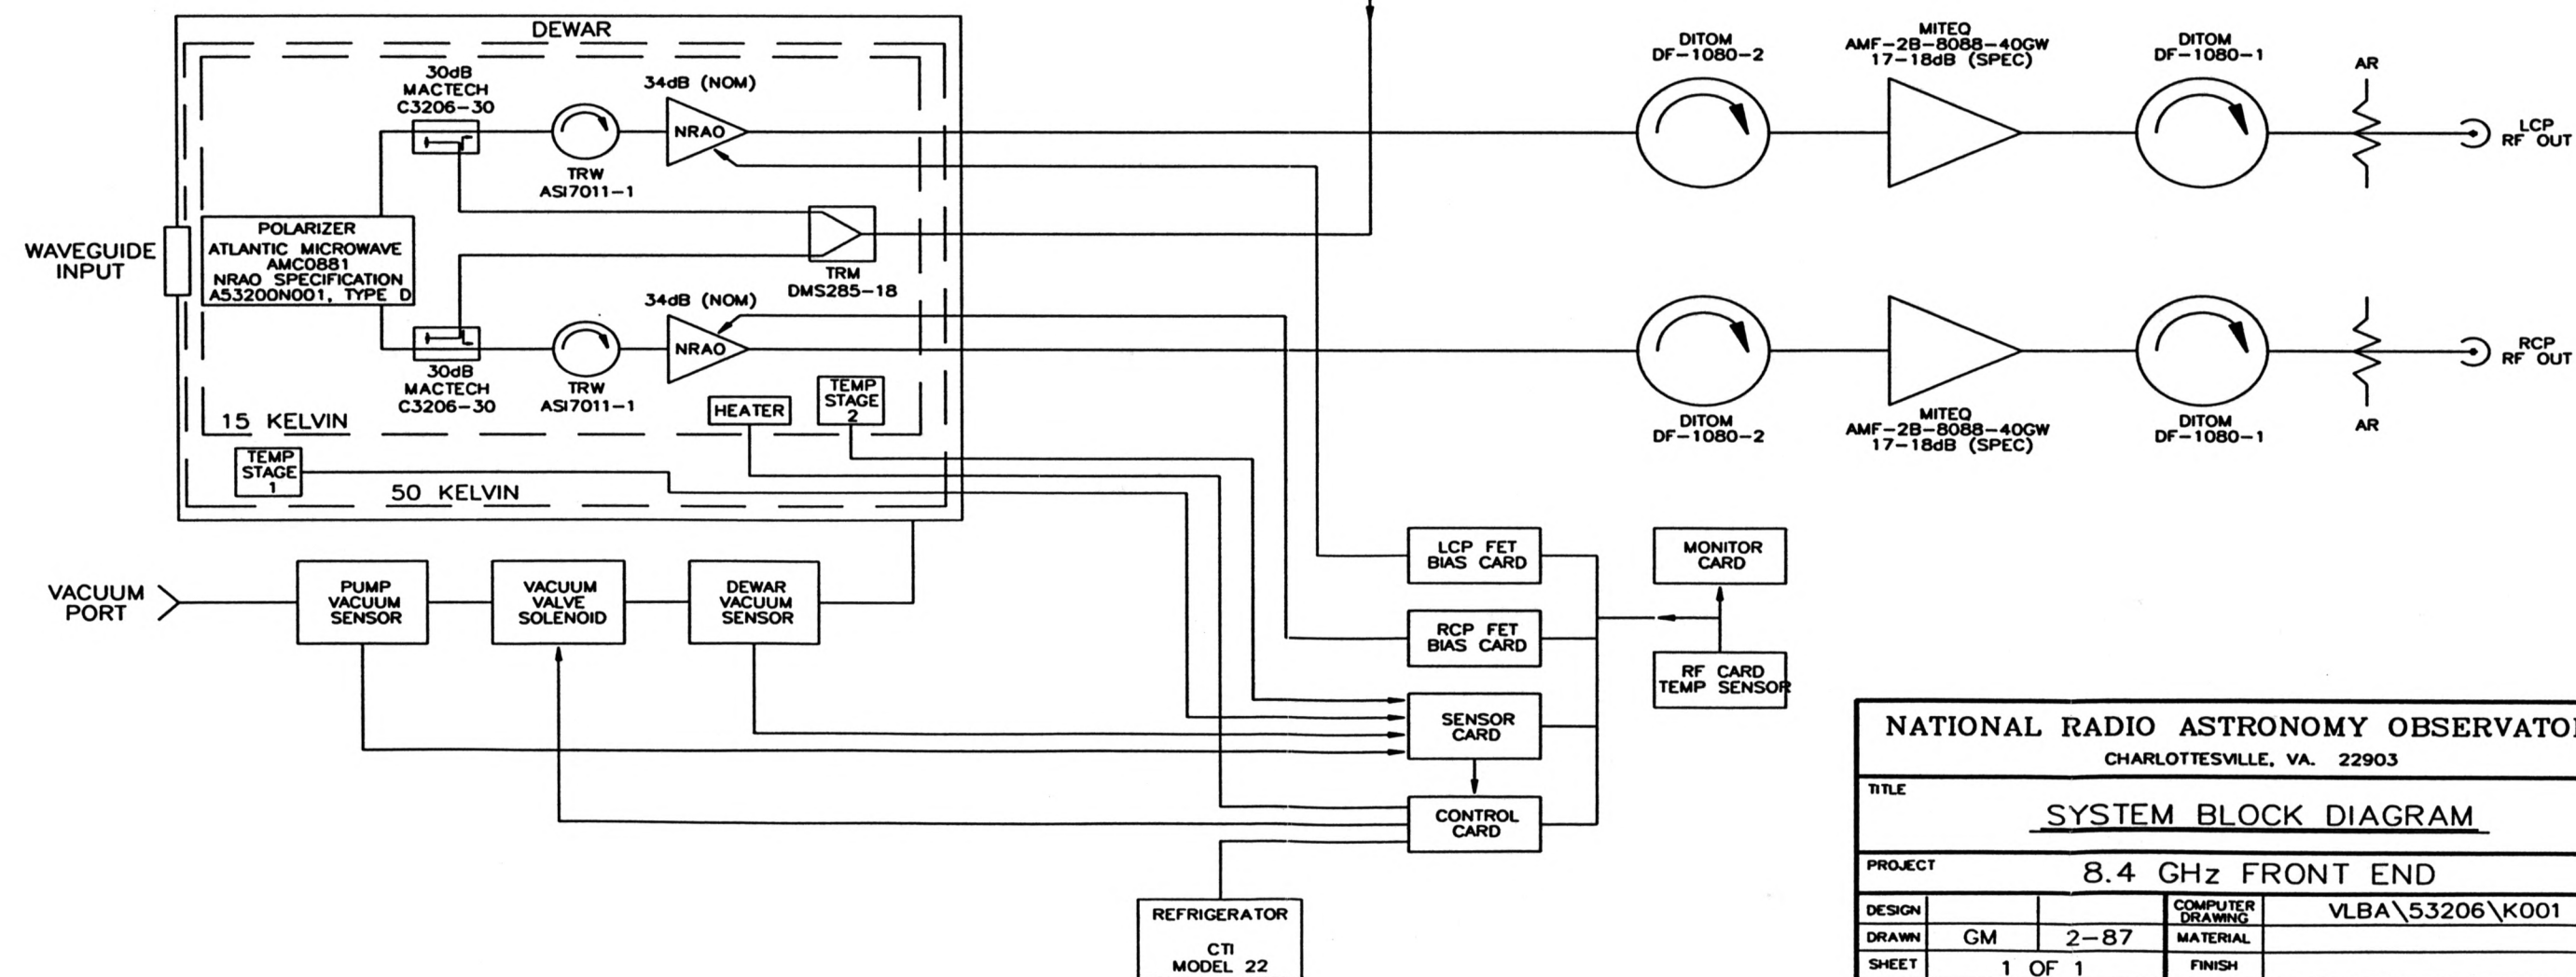 DEWAR
30dB
MACTECH
C3206-30
34dB (NOM)
NRAO
TRW
ASI7011-1
DITOM
DF-1080-2
MITEQ
AMF-2B-8088-40GW
17-18dB (SPEC)
DITOM
DF-1080-1
AR
LCP
RF OUT
WAVEGUIDE
INPUT
POLARIZER
ATLANTIC MICROWAVE
AMC0881
NRAO SPECIFICATION
A53200N001, TYPE D
TRM
DMS285-18
34dB (NOM)
NRAO
30dB
MACTECH
C3206-30
TRW
ASI7011-1
RCP
RF OUT
DITOM
DF-1080-2
MITEQ
AMF-2B-8088-40GW
17-18dB (SPEC)
DITOM
DF-1080-1
AR
HEATER
TEMP
STAGE
2
15 KELVIN
TEMP
STAGE
1
50 KELVIN
VACUUM
PORT
PUMP
VACUUM
SENSOR
VACUUM
VALVE
SOLENOID
DEWAR
VACUUM
SENSOR
LCP FET
BIAS CARD
MONITOR
CARD
RCP FET
BIAS CARD
RF CARD
TEMP SENSOR
SENSOR
CARD
CONTROL
CARD
REFRIGERATOR
CTI
MODEL 22
NATIONAL RADIO ASTRONOMY
CHARLOTTESVILLE, VA. 22903
TITLE
SYSTEM BLOCK DIAGRAM
PROJECT
8.4 GHz FRONT END
DESIGN
COMPUTER
DRAWING
VLBA\53206\K001
DRAWN
GM
2-87
MATERIAL
SHEET
1 OF 1
FINISH